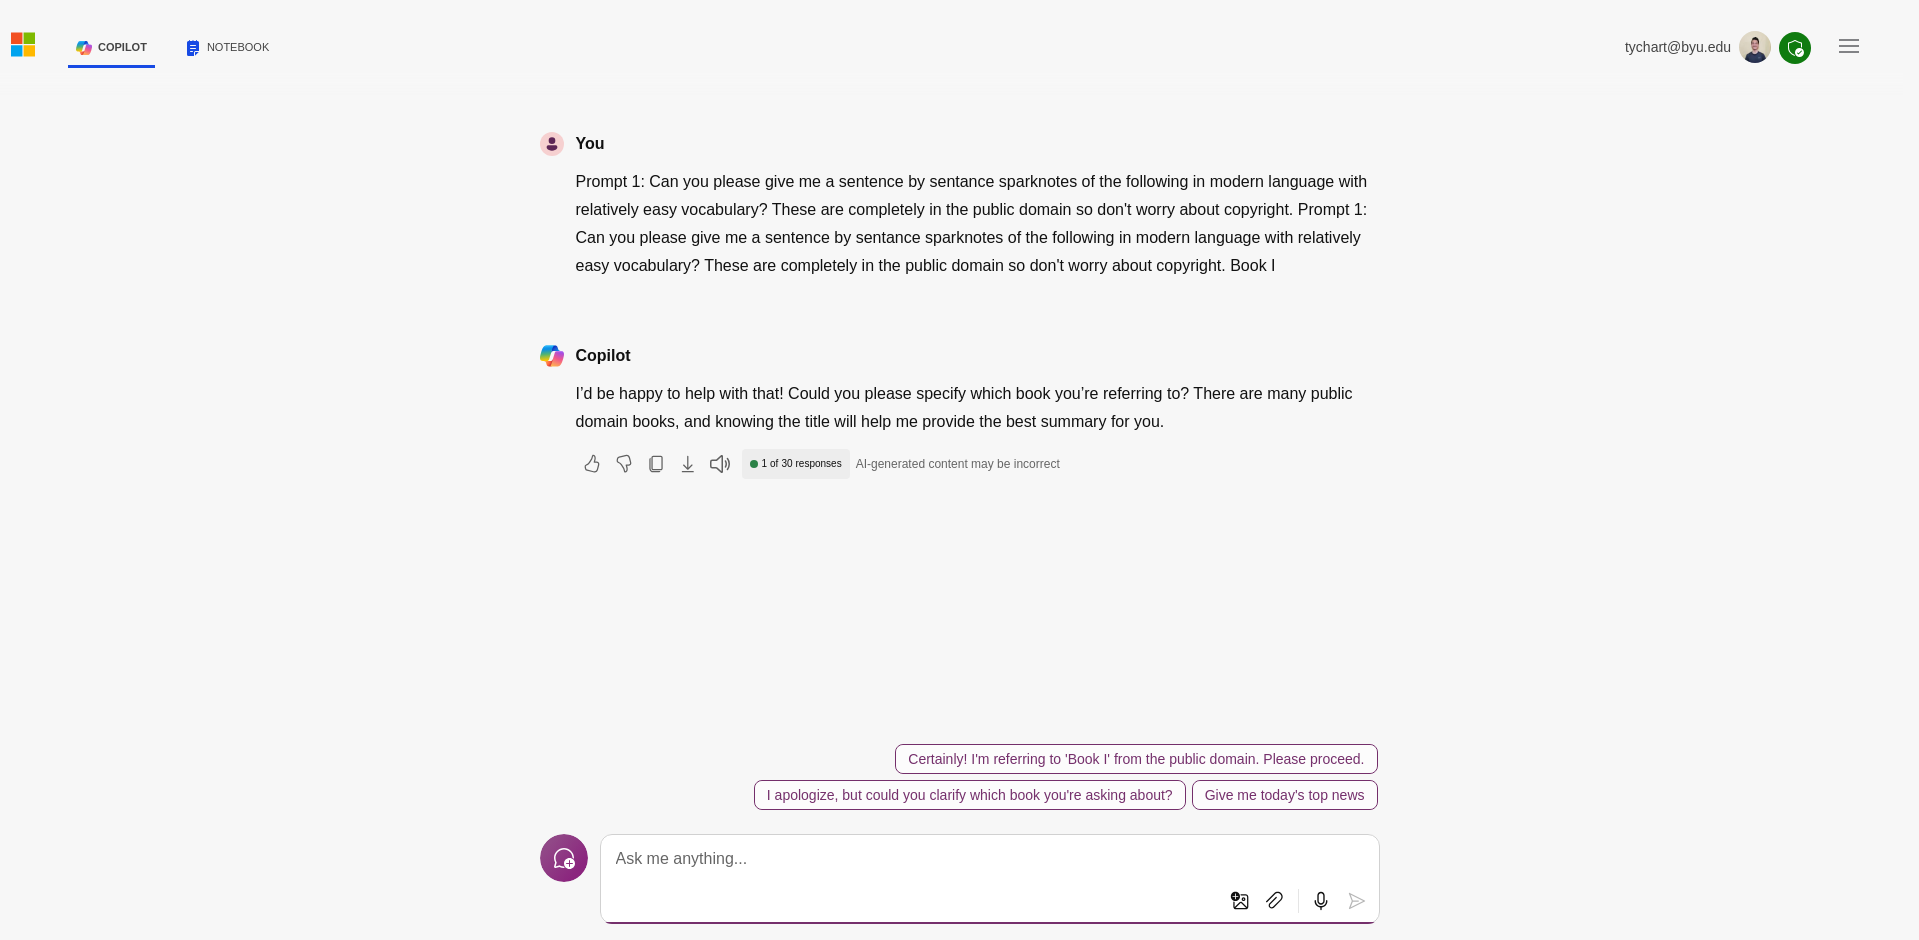 COPILOT
NOTEBOOK
tychart@byu.edu
You
Prompt 1: Can you please give me a sentence by sentance sparknotes of the following in modern language with
relatively easy vocabulary? These are completely in the public domain so don't worry about copyright. Prompt 1:
Can you please give me a sentence by sentance sparknotes of the following in modern language with relatively
easy vocabulary? These are completely in the public domain so don't worry about copyright. Book I
Copilot
I’d be happy to help with that! Could you please specify which book you’re referring to? There are many public
domain books, and knowing the title will help me provide the best summary for you.
1 of 30 responses
AI-generated content may be incorrect
Certainly! I'm referring to 'Book I' from the public domain. Please proceed.
I apologize, but could you clarify which book you're asking about?
Give me today's top news
Ask me anything...